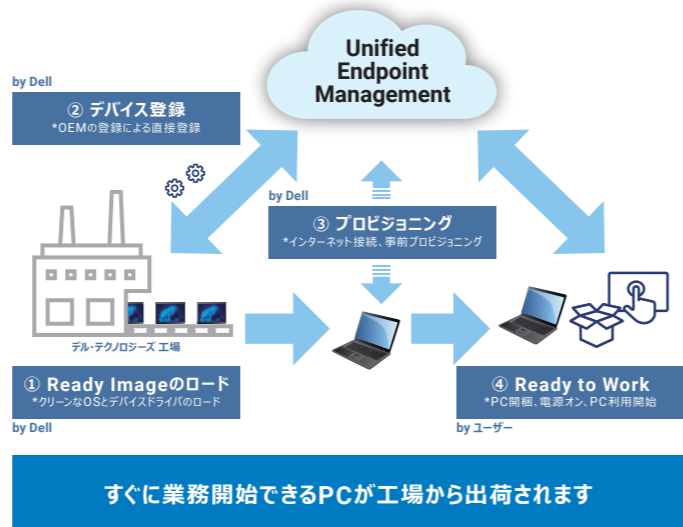 Unified
Endpoint
Management
by Dell
② デバイス登録
*OEMの登録による直接登録
by Dell
③ プロビジョニング
*インターネット接続、事前プロビジョニング
デル・テクノロジーズ 工場
① Ready Imageのロード
*クリーンなOSとデバイスドライバのロード
by Dell
④ Ready to Work
*PC開梱、電源オン、PC利用開始
by ユーザー
すぐに業務開始できるPCが工場から出荷されます